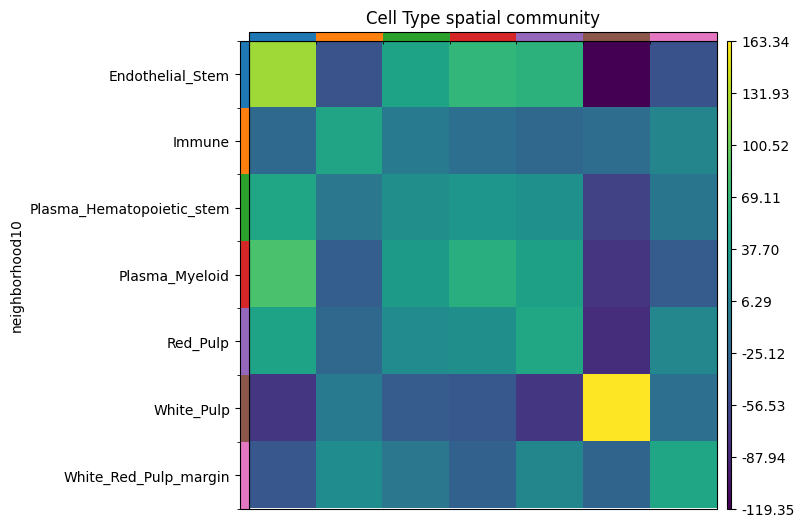 Cell Type spatial community
Endothelial_Stem
Immune
Plasma_Hematopoietic_stem
Plasma_Myeloid
Red_Pulp
White_Pulp
White_Red_Pulp_margin
neighborhood10
163.34
131.93
100.52
69.11
37.70
6.29
-25.12
-56.53
-87.94
-119.35